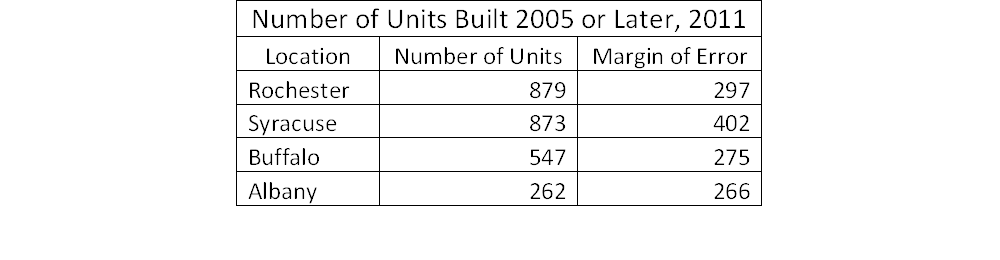 Number of Units Built 2005 or Later, 2011
Location Number of Units Margin of Error
Rochester 879 297
Syracuse 873 402
Buffalo 547 275
Albany 262 266